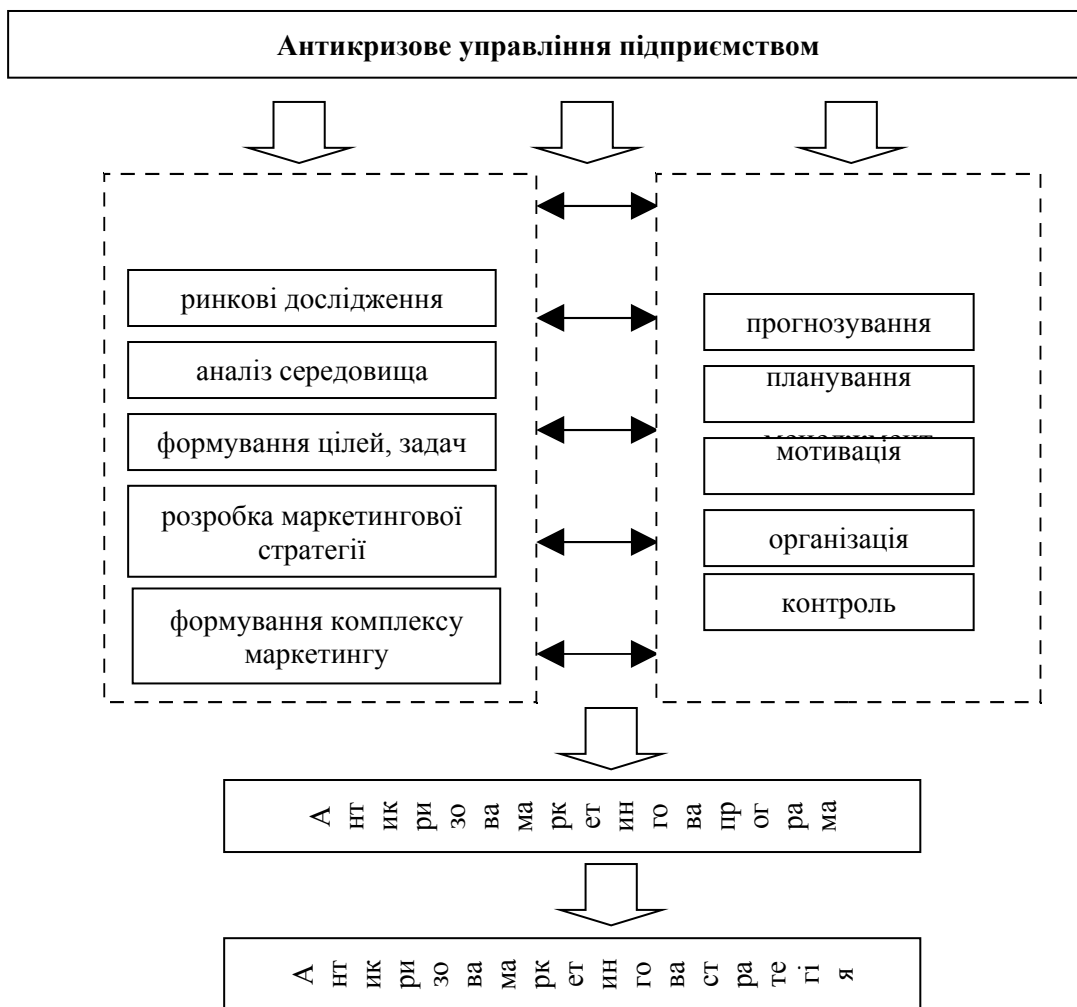 Антикризове управління підприємством
ринкові дослідження
аналіз середовища
формування цілей, задач
розробка маркетингової
стратегії
формування комплексу
маркетингу
прогнозування
планування
менеджмент
мотивація
організація
контроль
Антикризова маркетингова програма
Антикризова маркетингова стратегія